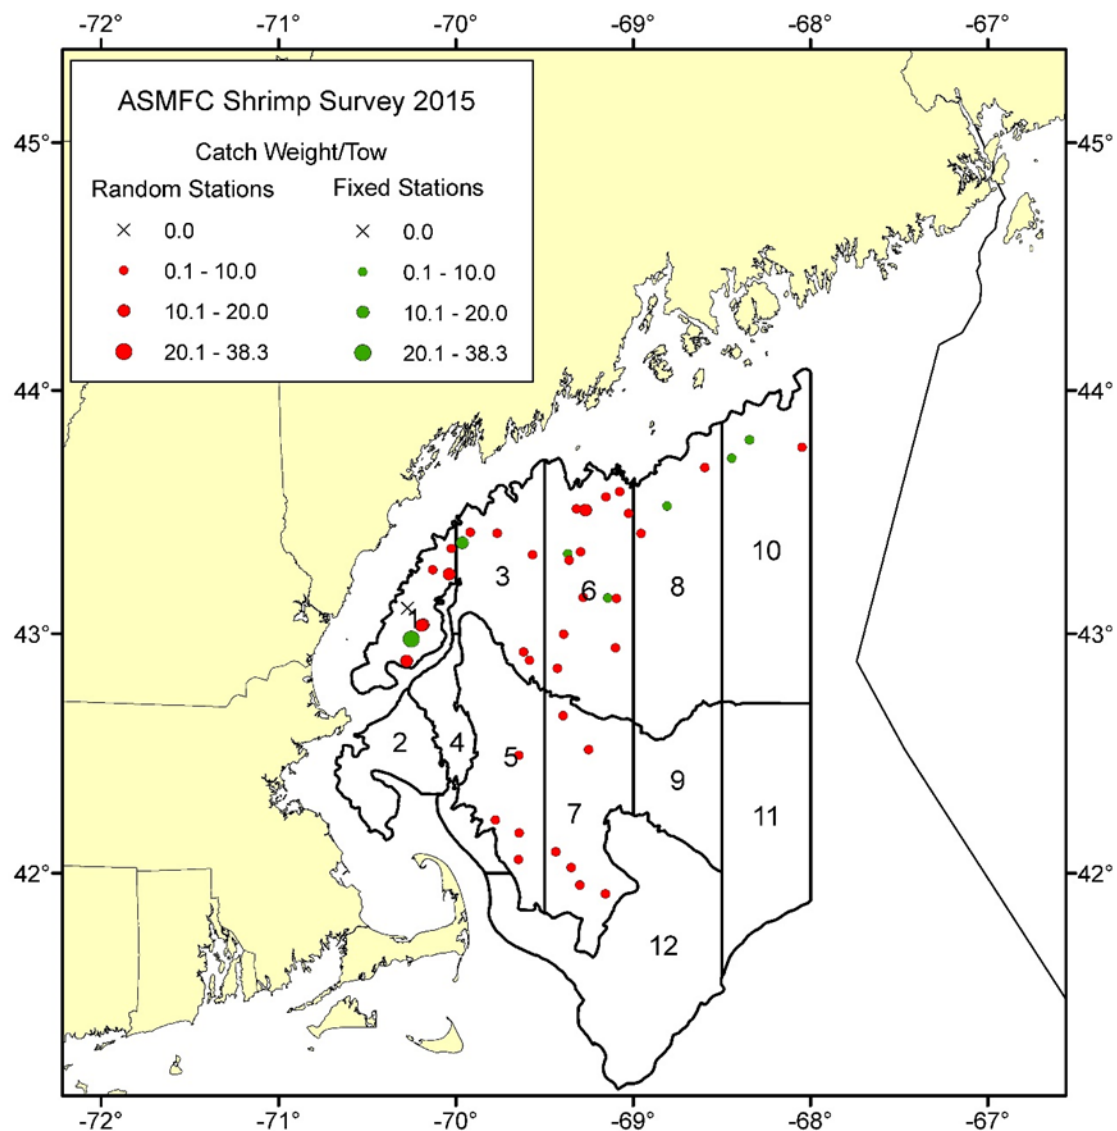 -72° -71° -70° -69° -68° -67°
ASMFC Shrimp Survey 2015
Catch Weight/Tow
Random Stations Fixed Stations
0.0 0.0
0.1 - 10.0 0.1 - 10.0
10.1 - 20.0 10.1 - 20.0
20.1 - 38.3 20.1 - 38.3
45° 45°
44° 44°
10
3 6 8
1
43° 43°
2 4 5
9
7 11
42° 42°
12
-72° -71° -70° -69° -68° -67°